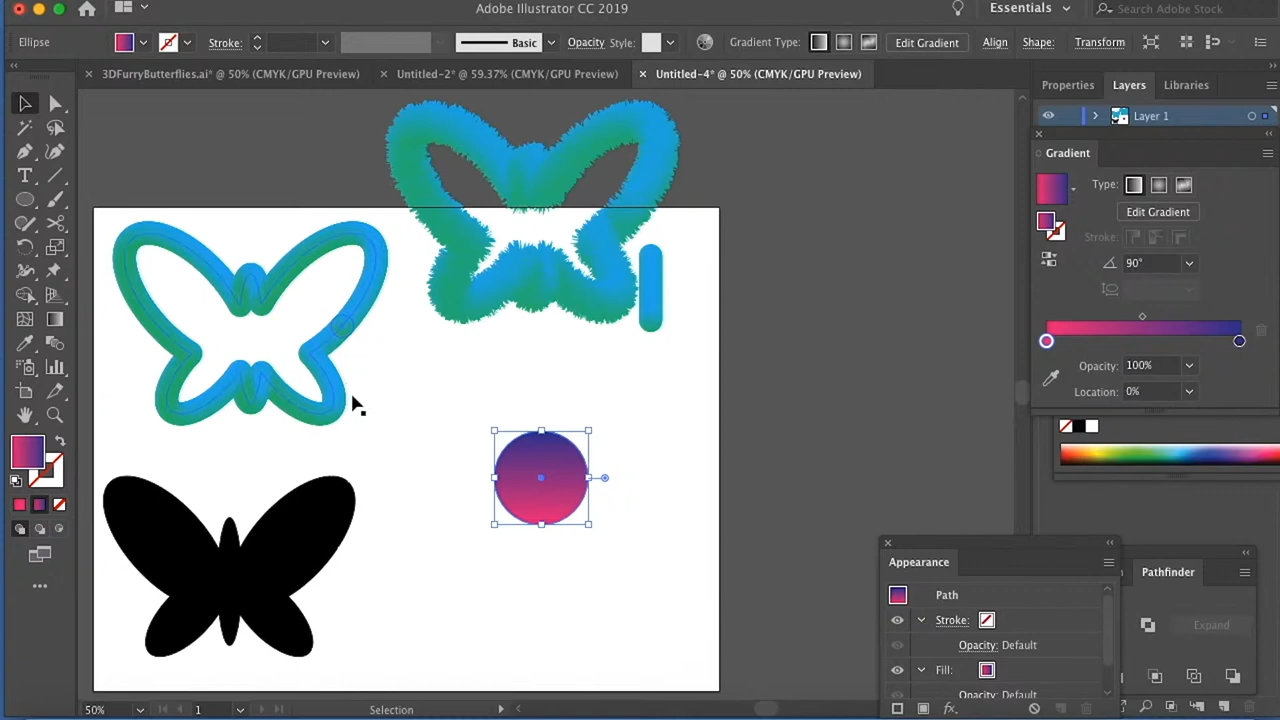 Adobe Illustrator CC 2019
Essentials
Search Adobe Stock
Ellipse
Stroke:
Basic
Opacity
Style:
Gradient Type:
Edit Gradient
Align
Shape:
Transform
3DFurryButterflies.ai* @ 50% (CMYK/GPU Preview)
Untitled-2* @ 59.37% (CMYK/GPU Preview)
Untitled-4* @ 50% (CMYK/GPU Preview)
Properties
Layers
Libraries
Layer 1
Gradient
Type:
Edit Gradient
Stroke:
90°
Opacity:
100%
Location:
0%
Appearance
Path
Stroke:
Opacity: Default
Fill:
Opacity: Default
Pathfinder
Expand
50%
1
Selection